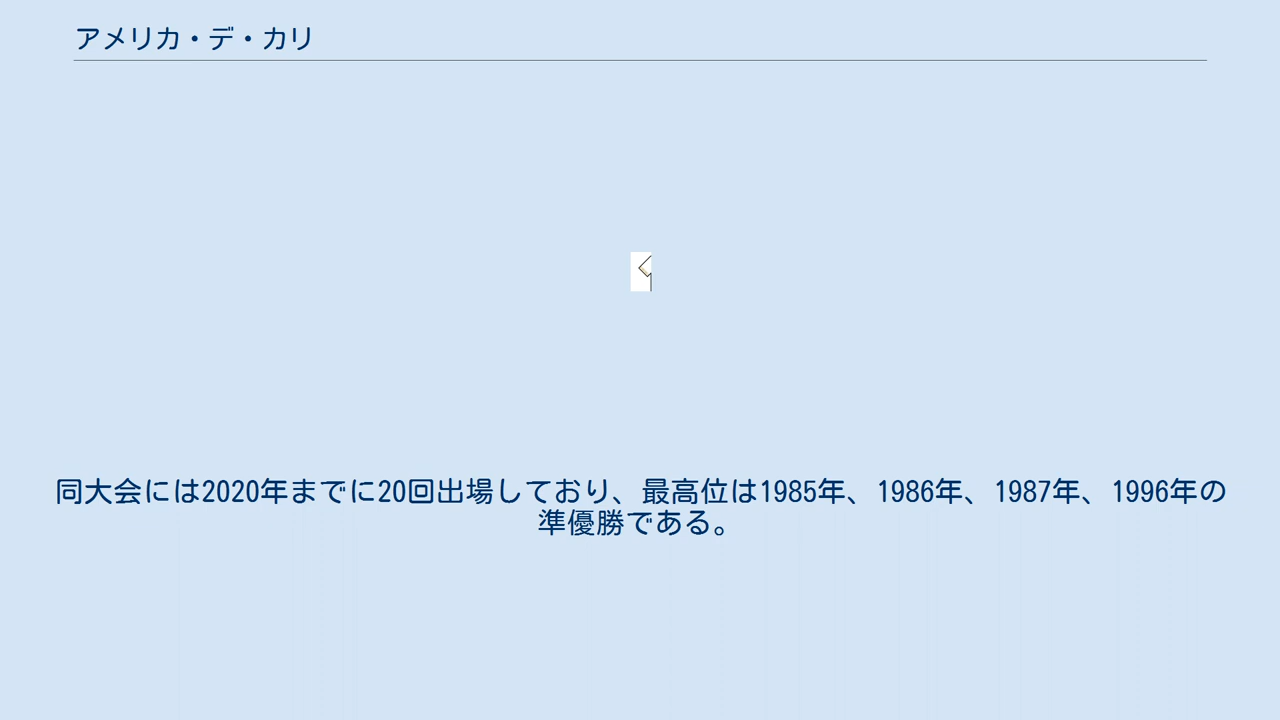 アメリカ・デ・カリ
同大会には2020年までに20回出場しており、最高位は1985年、1986年、1987年、1996年の
準優勝である。